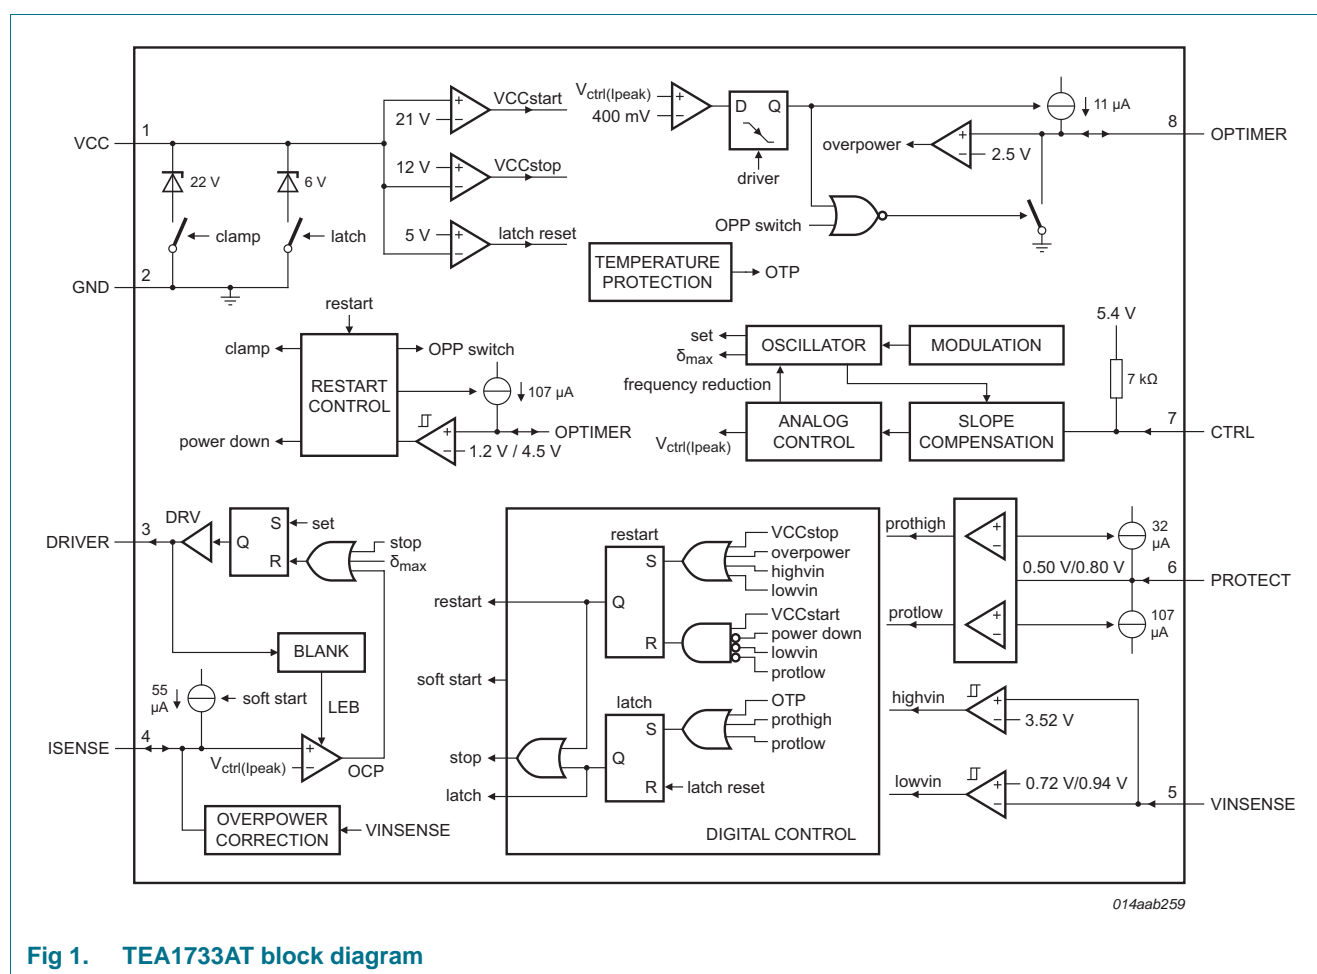 VCC
1
22 V
6 V
clamp
latch
GND
2
21 V
VCCstart
12 V
VCCstop
5 V
latch reset
Vctrl(Ipeak)
400 mV
D
Q
driver
OPP switch
overpower
2.5 V
11 μA
8
OPTIMER
TEMPERATURE
PROTECTION
OTP
restart
clamp
OPP switch
RESTART
CONTROL
107 μA
power down
OPTIMER
1.2 V / 4.5 V
set
δmax
OSCILLATOR
MODULATION
frequency reduction
ANALOG
CONTROL
SLOPE
COMPENSATION
Vctrl(Ipeak)
5.4 V
7 kΩ
7
CTRL
DRIVER
3
DRV
Q
S
R
set
stop
δmax
BLANK
LEB
55
μA
soft start
ISENSE
4
Vctrl(Ipeak)
OCP
OVERPOWER
CORRECTION
VINSENSE
restart
S
Q
R
VCCstop
overpower
highvin
lowvin
VCCstart
power down
lowvin
protlow
restart
soft start
stop
latch
latch
S
Q
R
OTP
prothigh
protlow
latch reset
DIGITAL CONTROL
prothigh
protlow
32
μA
0.50 V/0.80 V
6
PROTECT
107
μA
highvin
3.52 V
lowvin
0.72 V/0.94 V
5
VINSENSE
014aab259
Fig 1. TEA1733AT block diagram